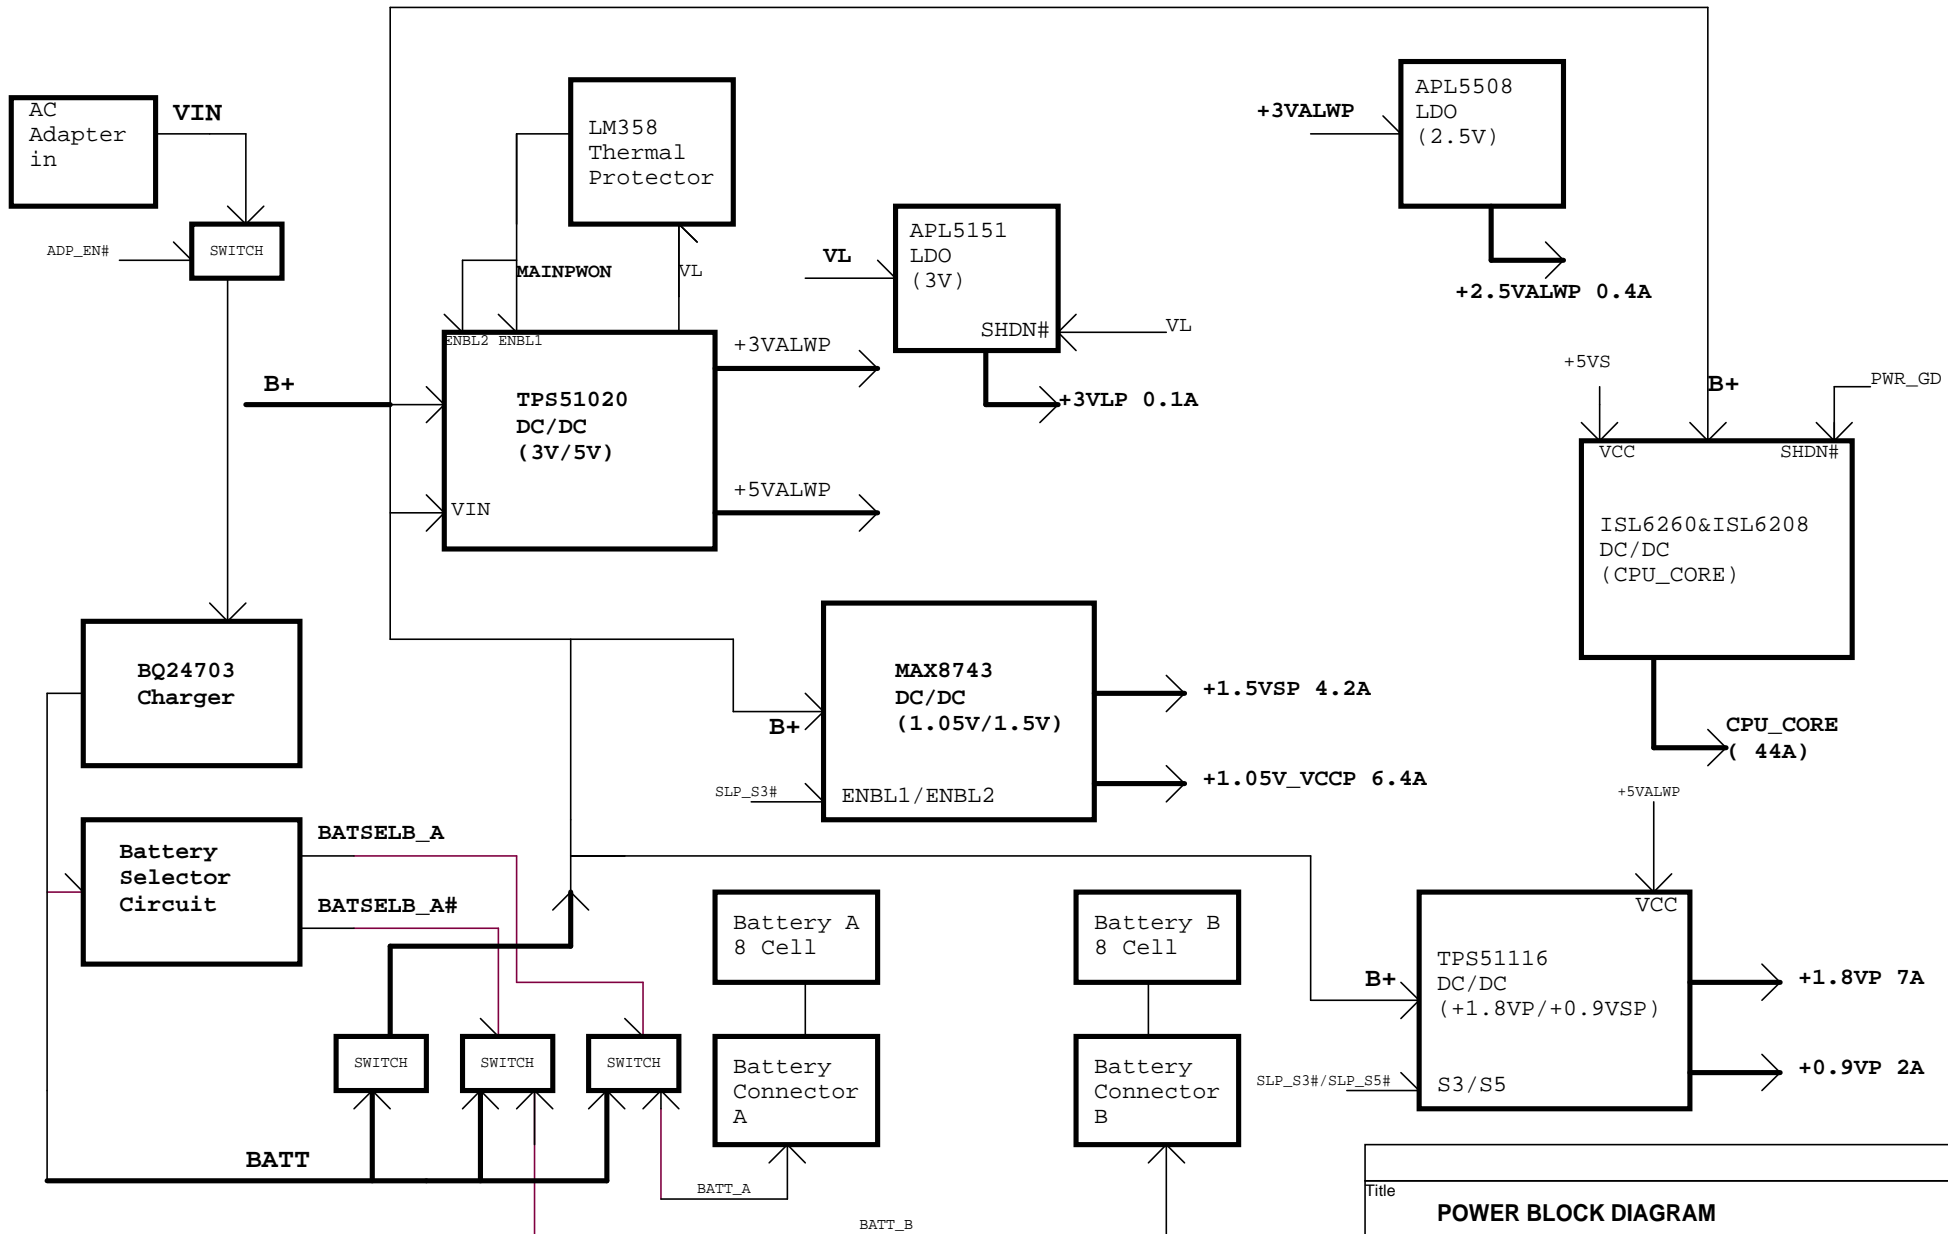 AC
Adapter
in
VIN
ADP_EN#
SWITCH
LM358
Thermal
Protector
MAINPWON
VL
ENBL2 ENBL1
B+
TPS51020
DC/DC
(3V/5V)
VIN
+3VALWP
+5VALWP
VL
APL5151
LDO
(3V)
SHDN#
VL
+3VLP 0.1A
+3VALWP
APL5508
LDO
(2.5V)
+2.5VALWP 0.4A
+5VS
B+
PWR_GD
VCC
SHDN#
ISL6260&ISL6208
DC/DC
(CPU_CORE)
CPU_CORE
( 44A)
BQ24703
Charger
B+
MAX8743
DC/DC
(1.05V/1.5V)
SLP_S3#
ENBL1/ENBL2
+1.5VSP 4.2A
+1.05V_VCCP 6.4A
Battery
Selector
Circuit
BATSELB_A
BATSELB_A#
SWITCH
SWITCH
SWITCH
BATT
Battery A
8 Cell
Battery
Connector
A
BATT_A
BATT_B
Battery B
8 Cell
Battery
Connector
B
+5VALWP
VCC
B+
TPS51116
DC/DC
(+1.8VP/+0.9VSP)
SLP_S3#/SLP_S5#
S3/S5
+1.8VP 7A
+0.9VP 2A
Title
POWER BLOCK DIAGRAM